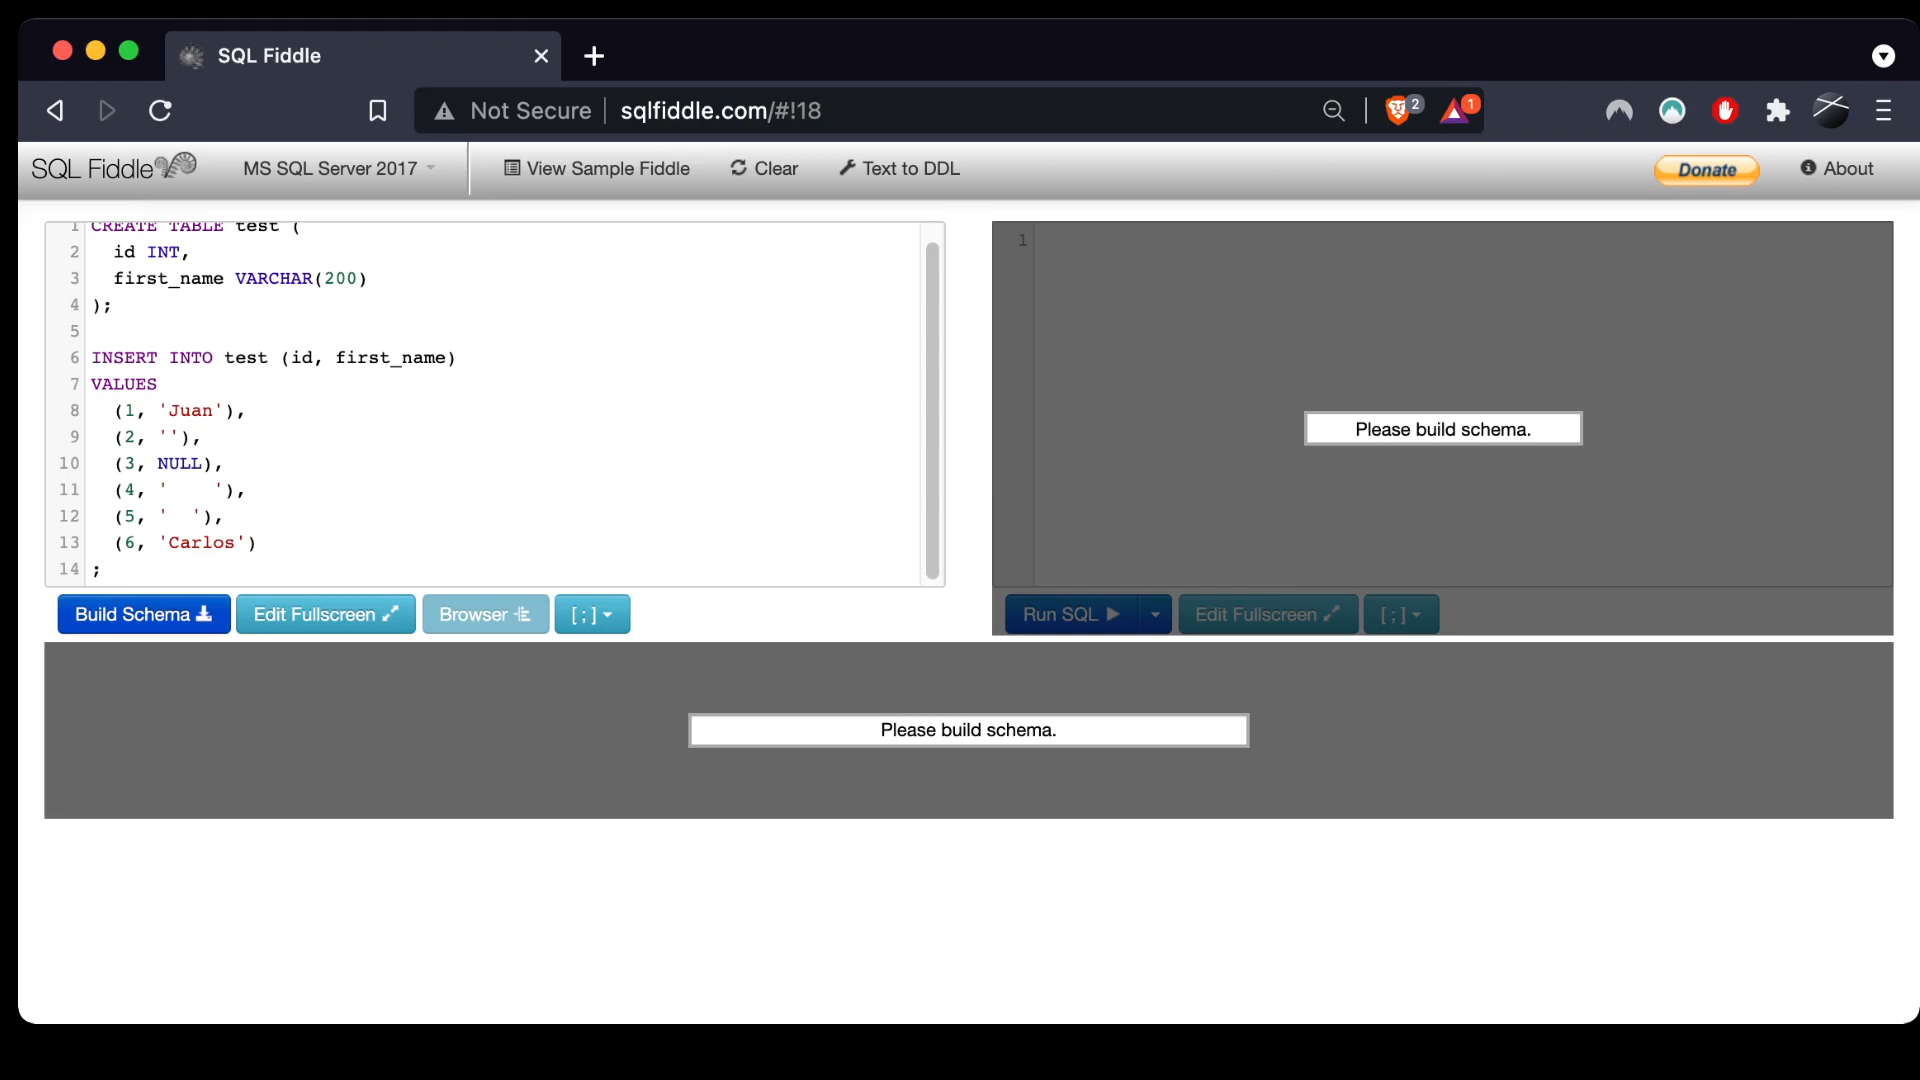 SQL Fiddle
Not Secure sqlfiddle.com/#!18 2 1
SQL Fiddle MS SQL Server 2017 View Sample Fiddle Clear Text to DDL Donate About
1 CREATE TABLE test (
2   id INT,
3   first_name VARCHAR(200)
4 );
5
6 INSERT INTO test (id, first_name)
7 VALUES
8   (1, 'Juan'),
9   (2, ''),
10   (3, NULL),
11   (4, '    '),
12   (5, '  '),
13   (6, 'Carlos')
14 ;
1
Please build schema.
Build Schema Edit Fullscreen Browser [ ; ]
Run SQL Edit Fullscreen [ ; ]
Please build schema.